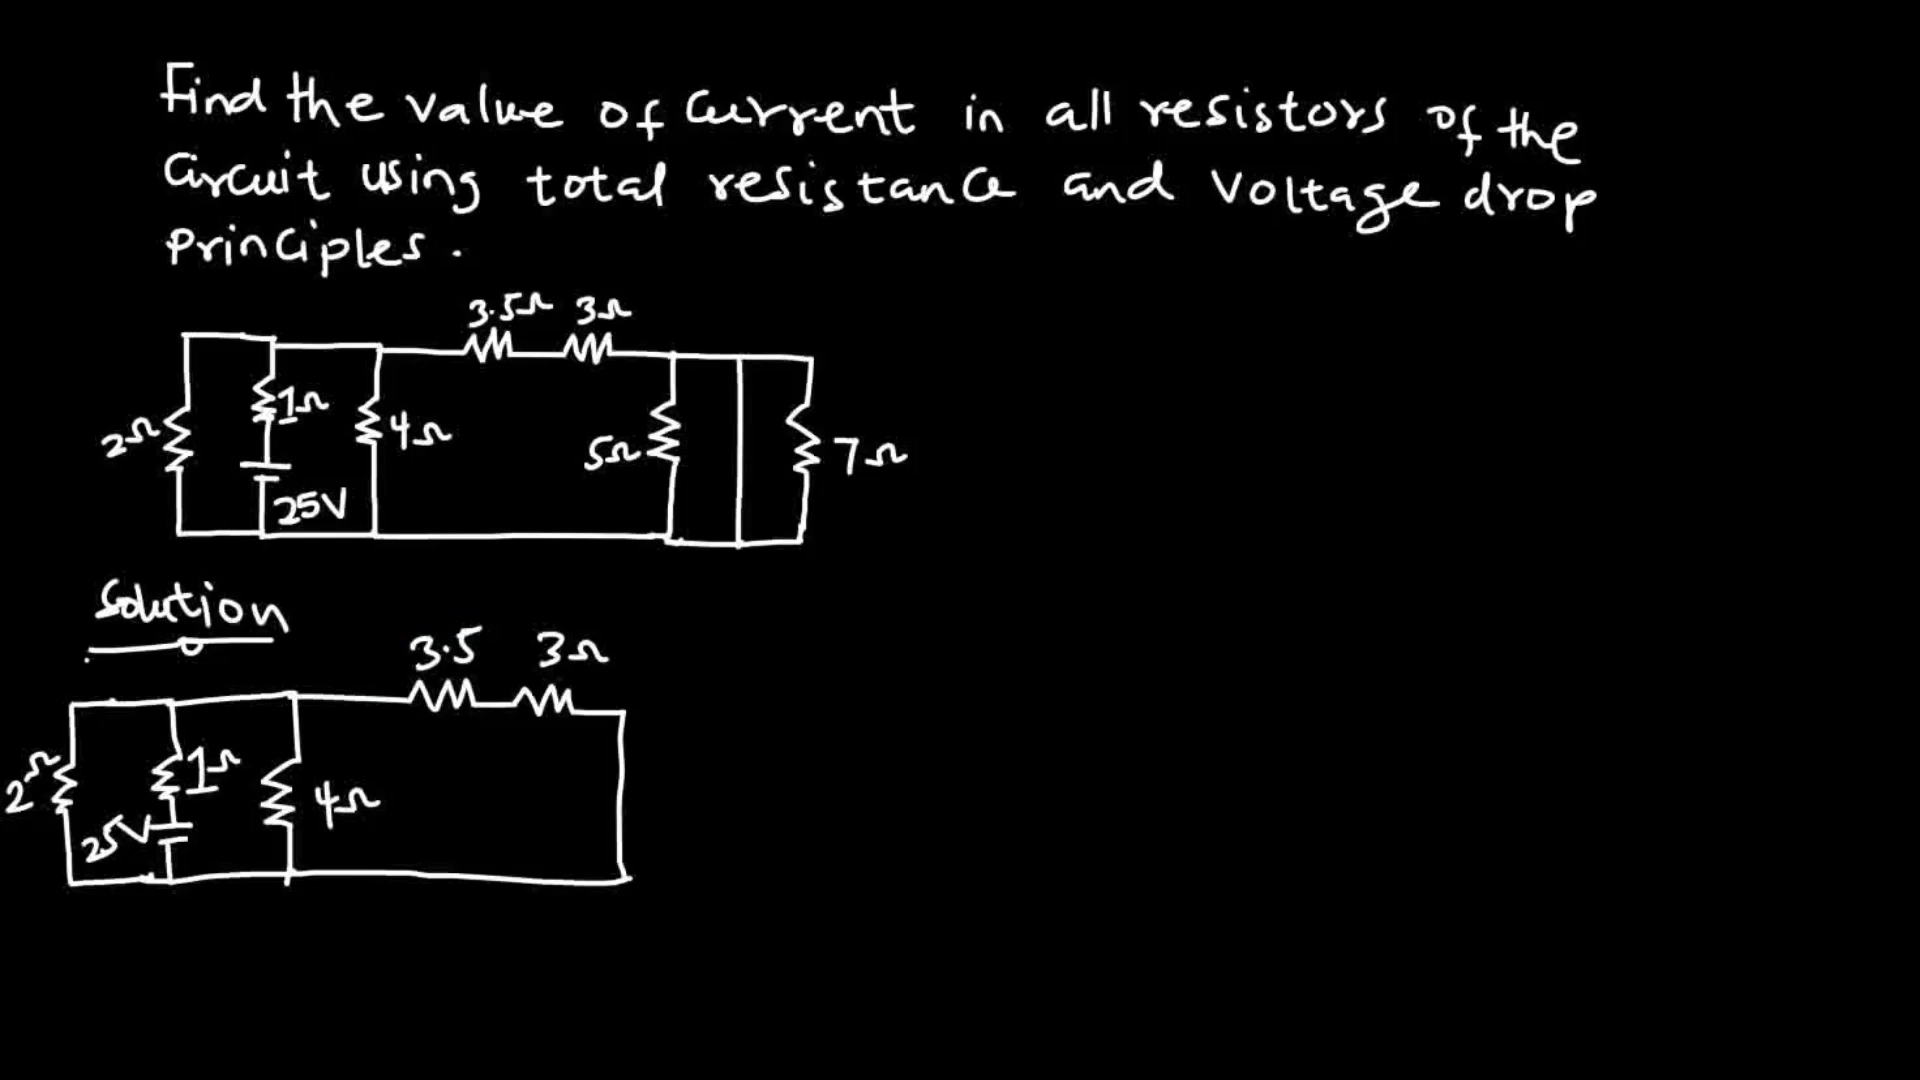 Find the value of Current in all resistors of the
Circuit using total resistance and Voltage drop
Principles.
3.5Ω 3Ω
2Ω
1Ω
4Ω
5Ω
7Ω
25V
Solution
3.5 3Ω
2Ω
1Ω
4Ω
25V